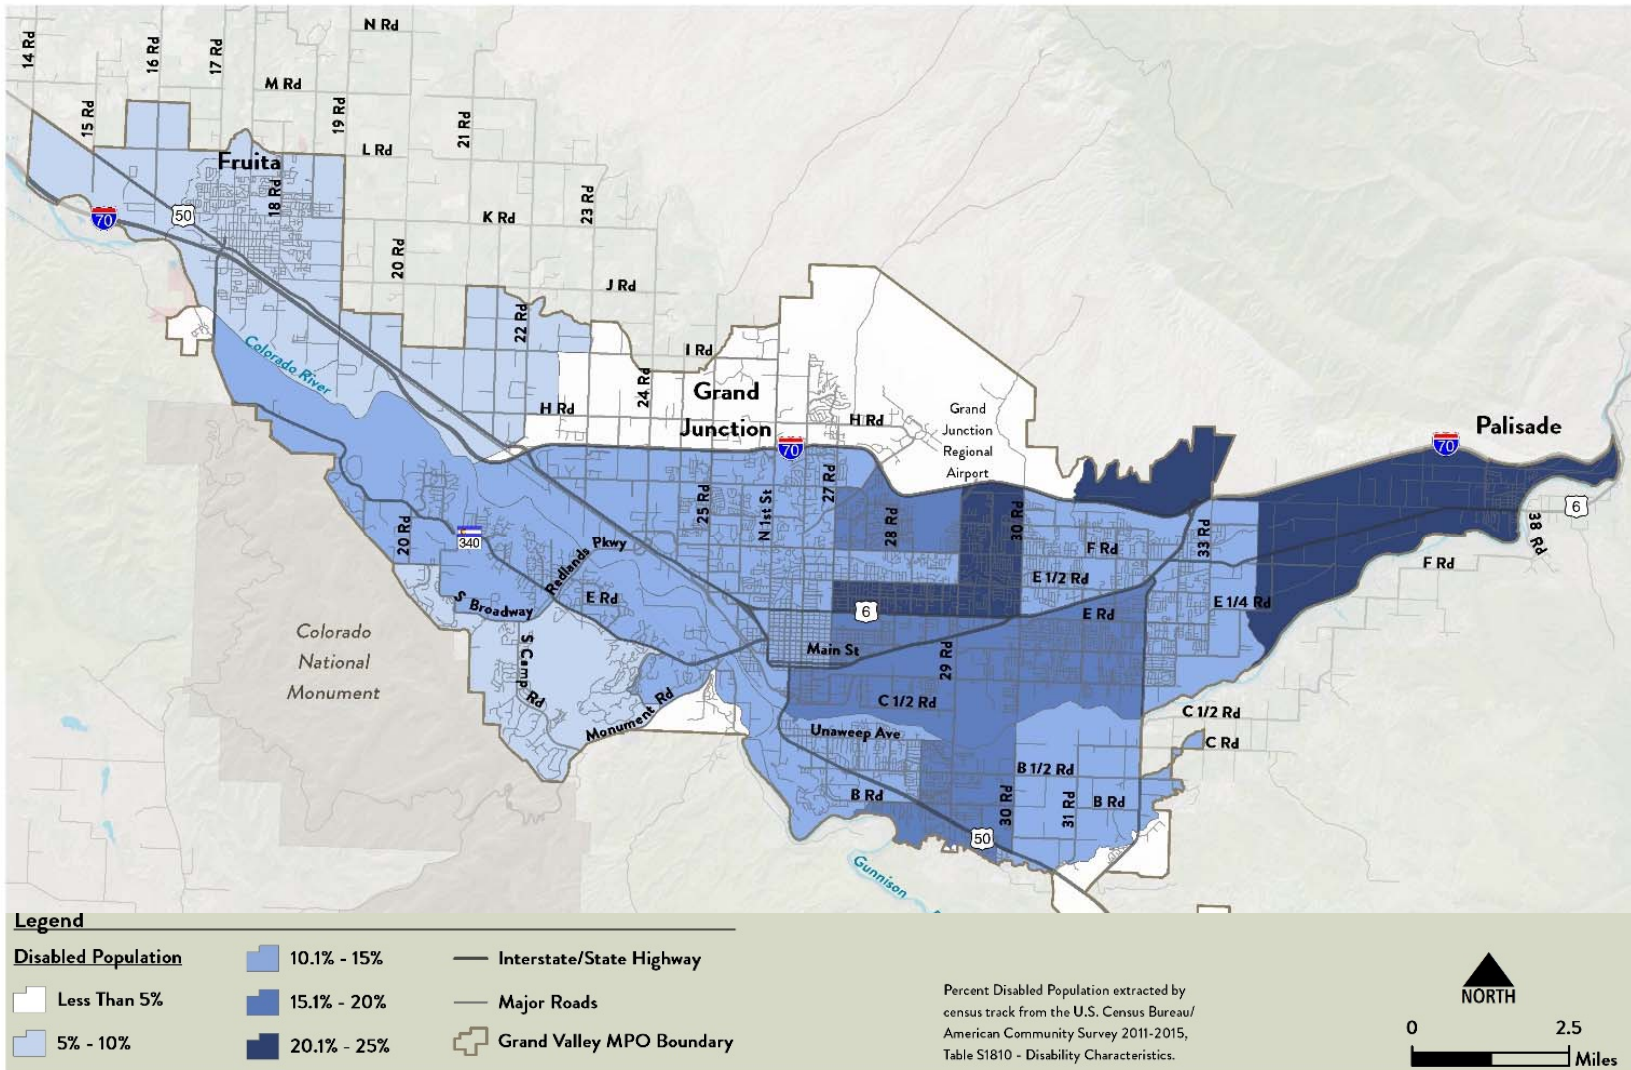 N Rd
14 Rd
16 Rd
17 Rd
M Rd
15 Rd
19 Rd
21 Rd
L Rd
Fruita
18 Rd
23 Rd
70
50
K Rd
20 Rd
J Rd
22 Rd
Colorado River
I Rd
24 Rd
Grand
Junction
H Rd
H Rd
Grand
Junction
Regional
Airport
70
70
Palisade
27 Rd
25 Rd
N 1st St
28 Rd
30 Rd
33 Rd
38 Rd
6
20 Rd
340
Redlands Pkwy
F Rd
F Rd
E 1/2 Rd
S Broadway
E Rd
6
E Rd
E 1/4 Rd
Colorado
National
Monument
S Camp Rd
Main St
29 Rd
Monument Rd
C 1/2 Rd
C 1/2 Rd
Unaweep Ave
C Rd
B 1/2 Rd
B Rd
30 Rd
31 Rd
B Rd
50
Gunnison
Legend
Disabled Population
Less Than 5%
5% - 10%
10.1% - 15%
15.1% - 20%
20.1% - 25%
Interstate/State Highway
Major Roads
Grand Valley MPO Boundary
Percent Disabled Population extracted by
census track from the U.S. Census Bureau/
American Community Survey 2011-2015,
Table S1810 - Disability Characteristics.
NORTH
0 2.5
Miles